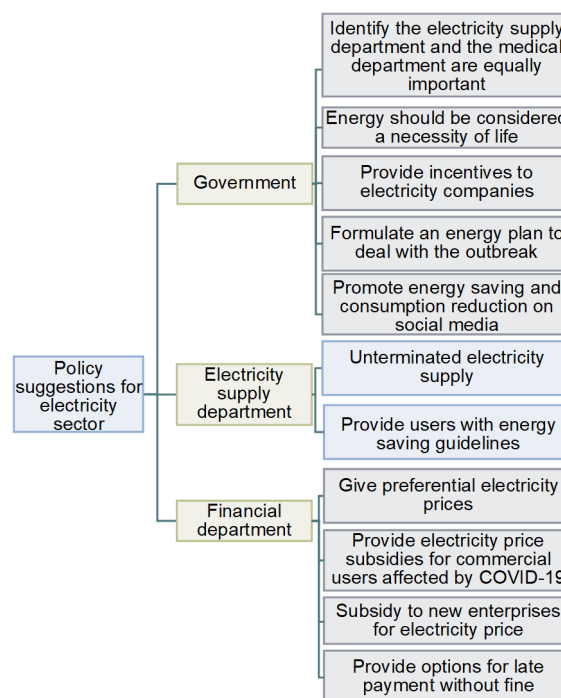 Identify the electricity supply
department and the medical
department are equally
important
Energy should be considered
a necessity of life
Government
Provide incentives to
electricity companies
Formulate an energy plan to
deal with the outbreak
Promote energy saving and
consumption reduction on
social media
Policy
suggestions for
electricity
sector
Electricity
supply
department
Unterminated electricity
supply
Provide users with energy
saving guidelines
Financial
department
Give preferential electricity
prices
Provide electricity price
subsidies for commercial
users affected by COVID-19
Subsidy to new enterprises
for electricity price
Provide options for late
payment without fine